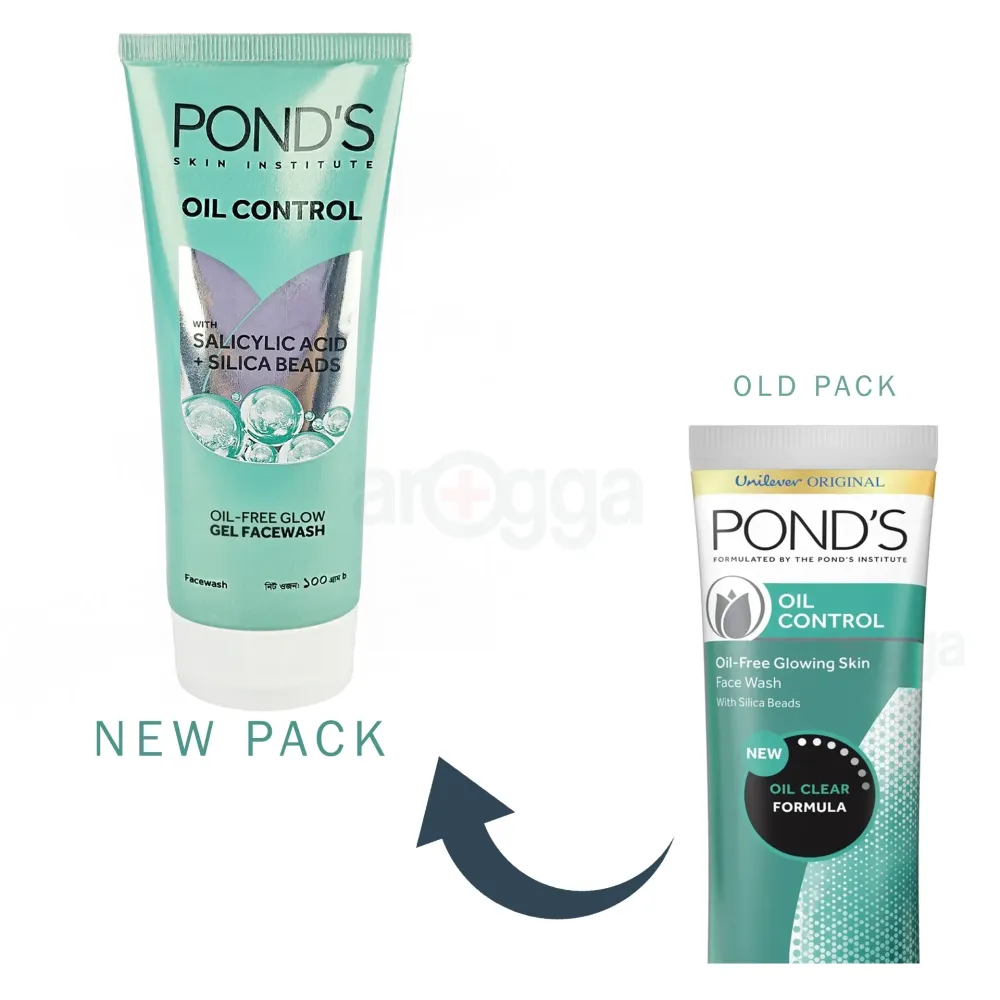 POND'S
SKIN INSTITUTE
OIL CONTROL
WITH
SALICYLIC ACID
+ SILICA BEADS
OIL-FREE GLOW
GEL FACEWASH
Facewash নিট ওজন: ১০০ গ্রাম b
NEW PACK
arogga
OLD PACK
Unilever ORIGINAL
POND'S
FORMULATED BY THE POND'S INSTITUTE
OIL
CONTROL
Oil-Free Glowing Skin
Face Wash
With Silica Beads
NEW
OIL CLEAR
FORMULA